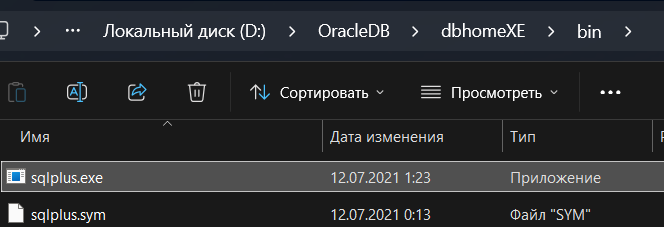 ··· Локальный диск (D:) > OracleDB > dbhomeXE > bin >
Сортировать Просмотреть ···
Имя Дата изменения Тип
sqlplus.exe 12.07.2021 1:23 Приложение
sqlplus.sym 12.07.2021 0:13 Файл "SYM"